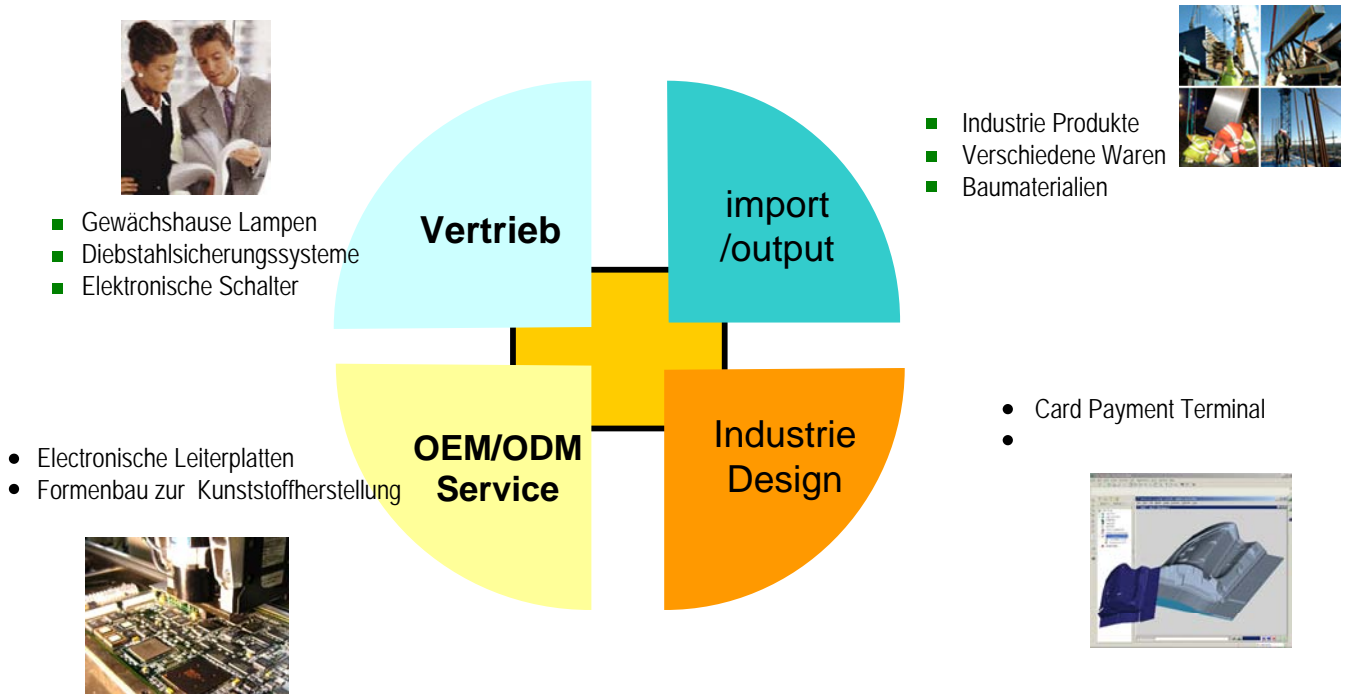 Vertrieb
Gewächshause Lampen
Diebstahlsicherungssysteme
Elektronische Schalter
import
/output
Industrie Produkte
Verschiedene Waren
Baumaterialien
OEM/ODM
Service
Electronische Leiterplatten
Formenbau zur Kunststoffherstellung
Industrie
Design
Card Payment Terminal